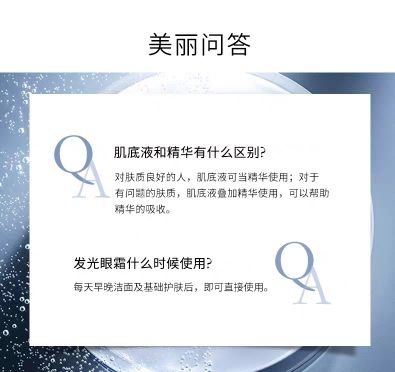 美丽问答
QA
肌底液和精华有什么区别?
对肤质良好的人，肌底液可当精华使用；对于
有问题的肤质，肌底液叠加精华使用，可以帮助
精华的吸收。
发光眼霜什么时候使用?
QA
每天早晚洁面及基础护肤后，即可直接使用。